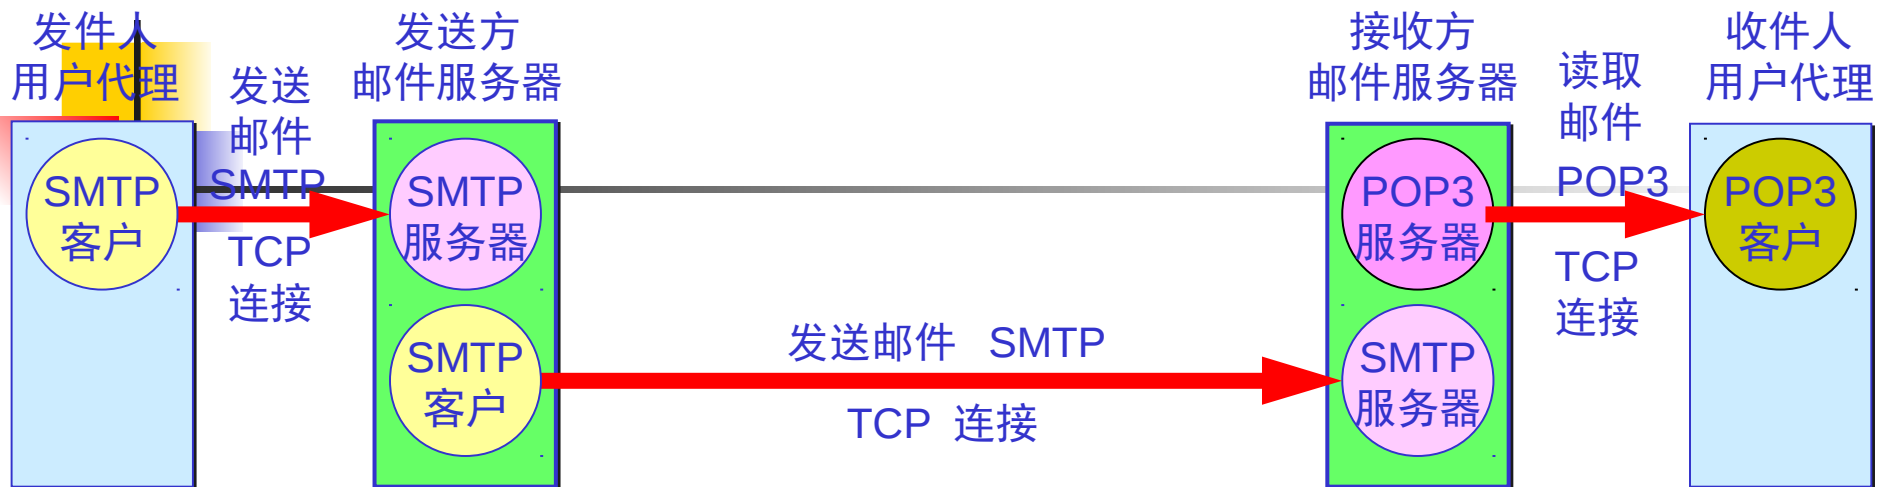 发件人
用户代理
发送方
邮件服务器
接收方
邮件服务器
收件人
用户代理
发送
邮件
SMTP
读取
邮件
POP3
SMTP
客户
SMTP
服务器
POP3
服务器
POP3
客户
TCP
连接
TCP
连接
SMTP
客户
发送邮件 SMTP
TCP 连接
SMTP
服务器